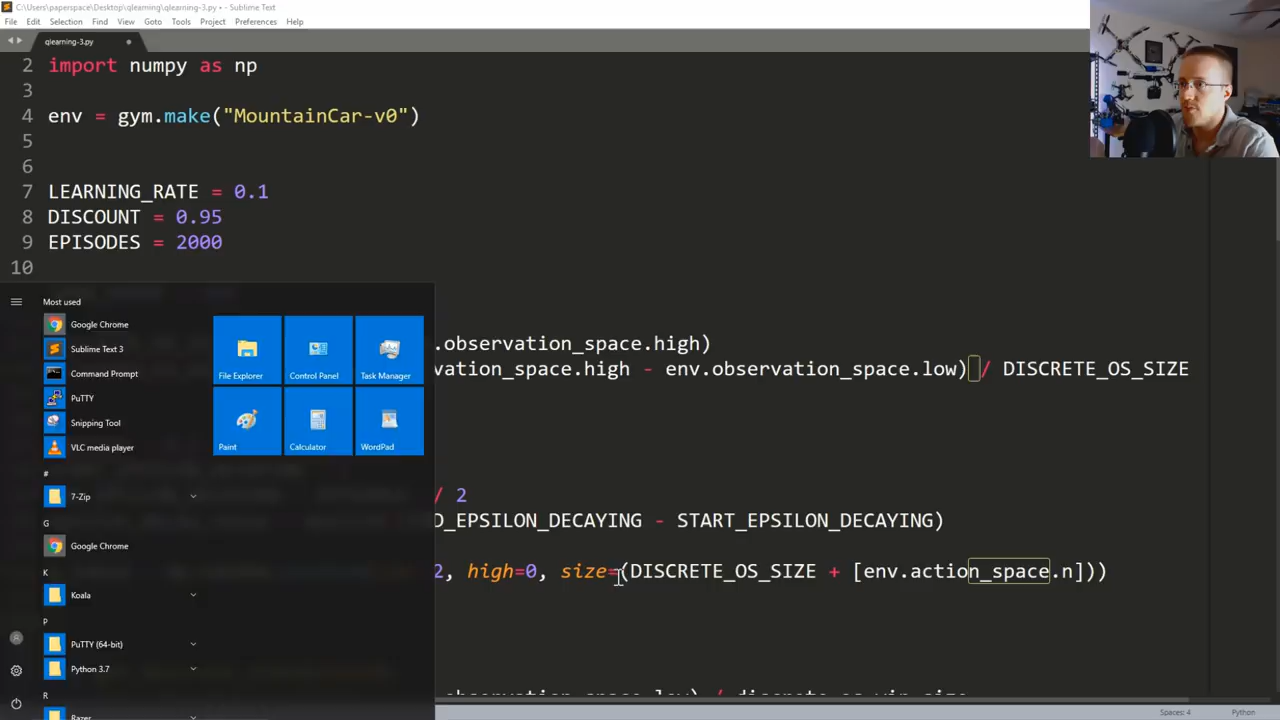 C:\Users\paperspace\Desktop\qlearning\qlearning-3.py • - Sublime Text
File Edit Selection Find View Goto Tools Project Preferences Help
qlearning-3.py
2 import numpy as np
3
4 env = gym.make("MountainCar-v0")
5
6
7 LEARNING_RATE = 0.1
8 DISCOUNT = 0.95
9 EPISODES = 2000
10
.observation_space.high)
vation_space.high - env.observation_space.low) / DISCRETE_OS_SIZE
/ 2
D_EPSILON_DECAYING - START_EPSILON_DECAYING)
2, high=0, size=(DISCRETE_OS_SIZE + [env.action_space.n]))
.observation_space.low) / discrete_os_win_size
Most used
Google Chrome
Sublime Text 3
Command Prompt
PuTTY
Snipping Tool
VLC media player
#
7-Zip
G
Google Chrome
K
Koala
P
PuTTY (64-bit)
Python 3.7
R
Razer
File Explorer
Control Panel
Task Manager
Paint
Calculator
WordPad
Spaces: 4
Python